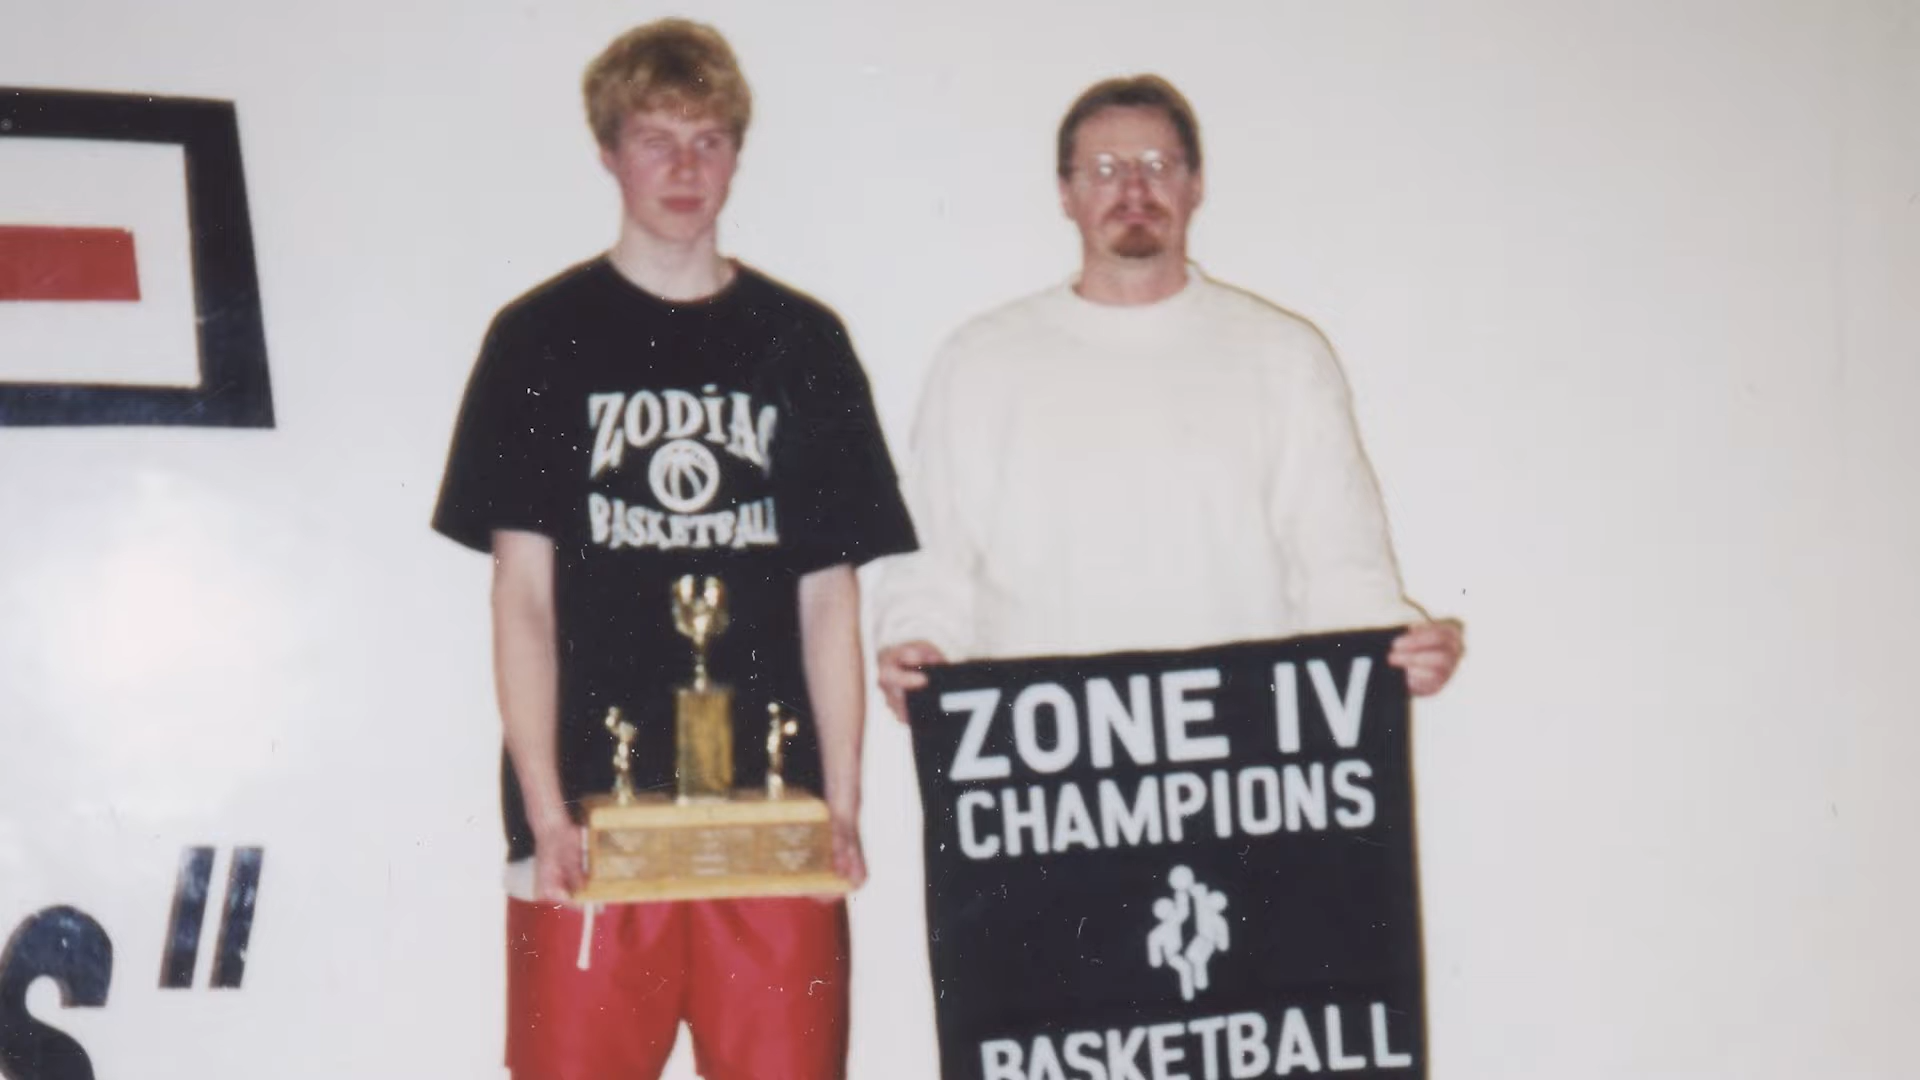 ZODIAC
BASKETBALL
ZONE IV
CHAMPIONS
BASKETBALL
S"